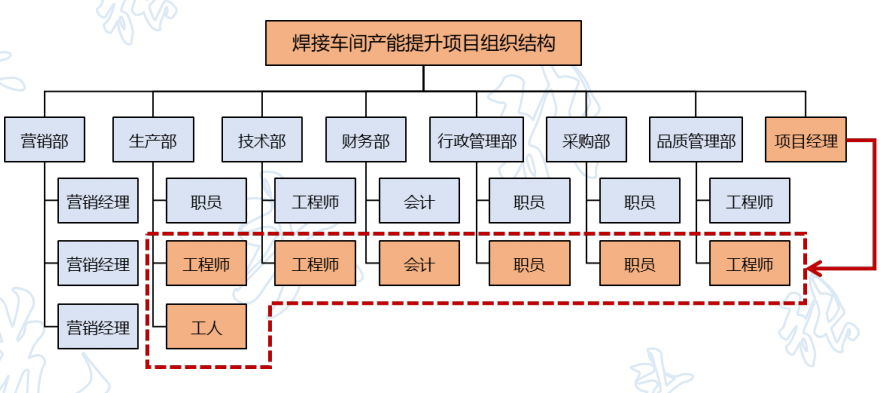 焊接车间产能提升项目组织结构
营销部 生产部 技术部 财务部 行政管理部 采购部 品质管理部 项目经理
营销经理 职员 工程师 会计 职员 职员 工程师
营销经理 工程师 工程师 会计 职员 职员 工程师
营销经理 工人